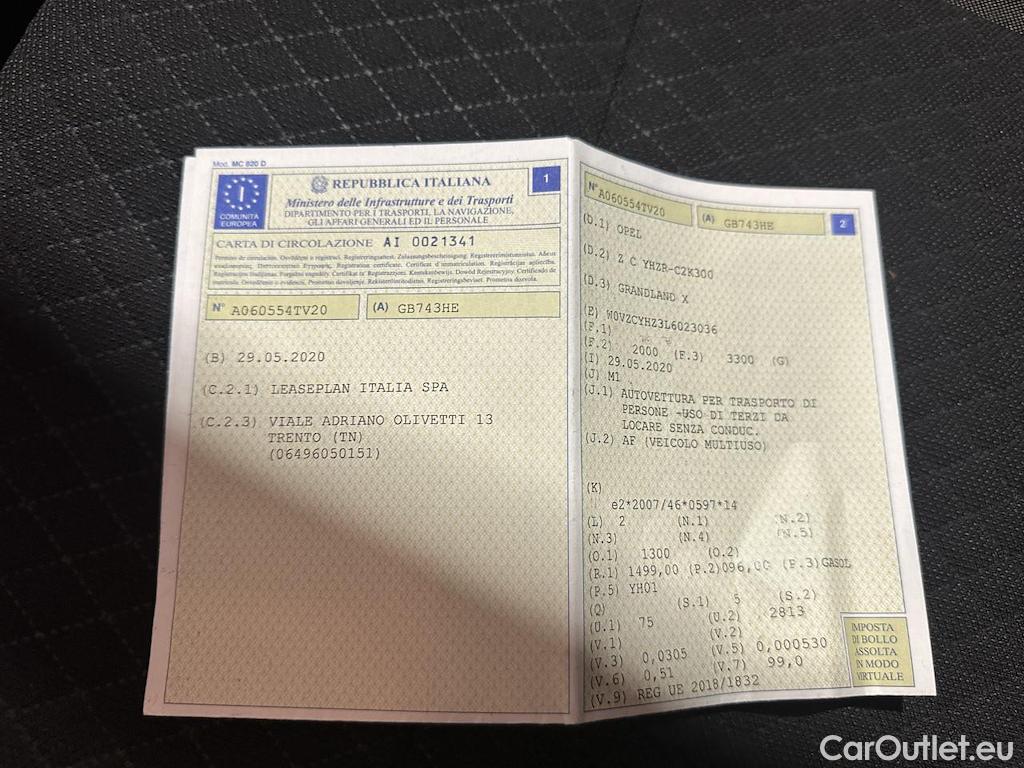 Mod. MC 820 D
I
COMUNITÀ
EUROPEA
REPUBBLICA ITALIANA
1
Ministero delle Infrastrutture e dei Trasporti
DIPARTIMENTO PER I TRASPORTI, LA NAVIGAZIONE,
GLI AFFARI GENERALI ED IL PERSONALE
CARTA DI CIRCOLAZIONE AI 0021341
N° A060554TV20
(A) GB743HE
(B) 29.05.2020
(C.2.1) LEASEPLAN ITALIA SPA
(C.2.3) VIALE ADRIANO OLIVETTI 13
TRENTO (TN)
(06496050151)
N° A060554TV20
(A) GB743HE
2
(D.1) OPEL
(D.2) Z C YHZR-C2K300
(D.3) GRANDLAND X
(E) W0VZCYHZ3L6023036
(F.1)
(F.2) 2000 (F.3) 3300 (G)
(I) 29.05.2020
(J) M1
(J.1) AUTOVETTURA PER TRASPORTO DI
PERSONE -USO DI TERZI DA
LOCARE SENZA CONDUC.
(J.2) AF (VEICOLO MULTIUSO)
(K)
e2*2007/46*0597*14
(L) 2 (N.1) (N.2)
(N.3) (N.4) (N.5)
(O.1) 1300 (O.2)
(P.1) 1499,00 (P.2)096,00 (P.3)GASOL
(P.5) YH01
(Q) (S.1) 5 (S.2)
(U.1) 75 (U.2) 2813
(V.1) (V.2)
(V.3) 0,0305 (V.5) 0,000530
(V.6) 0,51 (V.7) 99,0
(V.9) REG UE 2018/1832
IMPOSTA
DI BOLLO
ASSOLTA
IN MODO
VIRTUALE
CarOutlet.eu